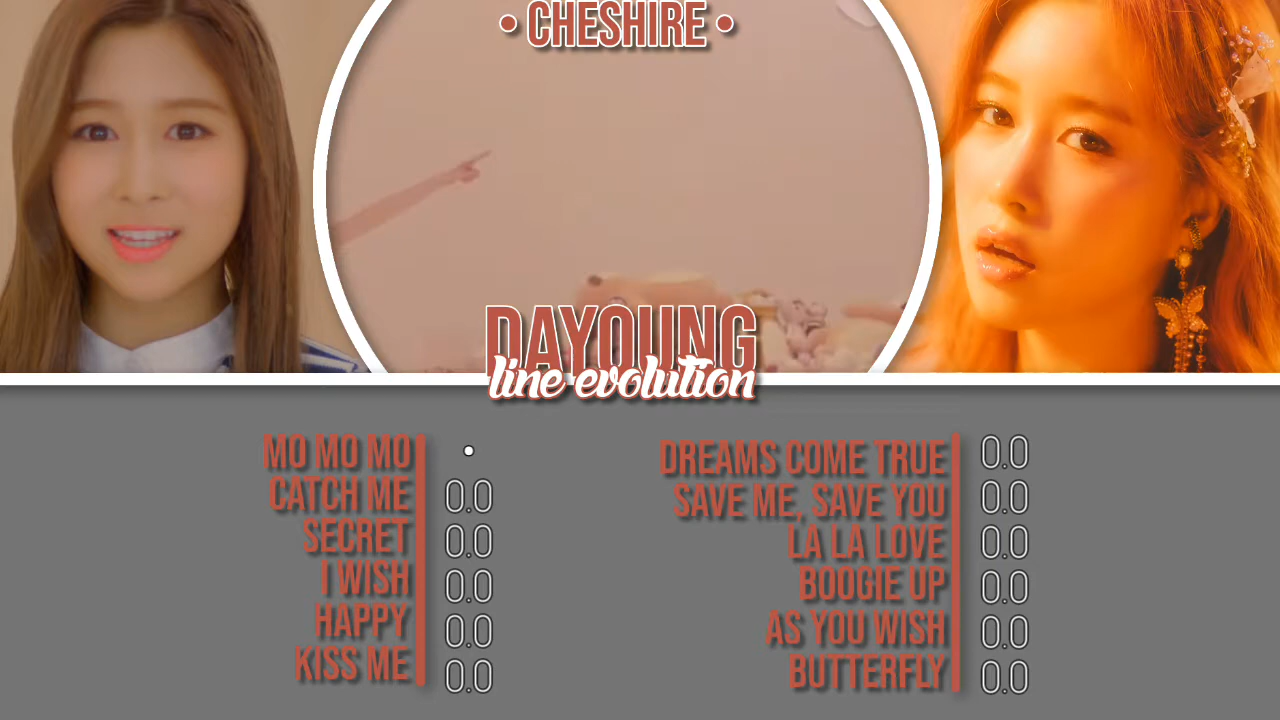 • CHESHIRE •
DAYOUNG
line evolution
MO MO MO
CATCH ME 0.0
SECRET 0.0
I WISH 0.0
HAPPY 0.0
KISS ME 0.0
DREAMS COME TRUE 0.0
SAVE ME, SAVE YOU 0.0
LA LA LOVE 0.0
BOOGIE UP 0.0
AS YOU WISH 0.0
BUTTERFLY 0.0